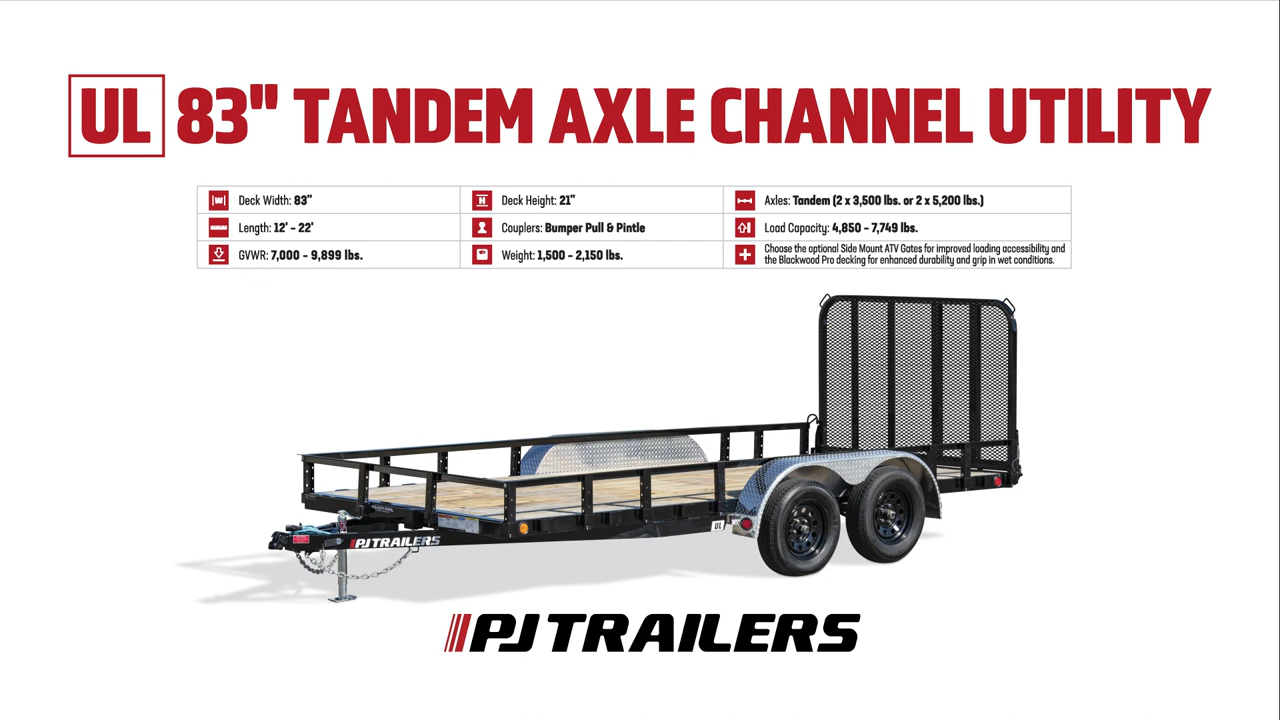 UL 83" TANDEM AXLE CHANNEL UTILITY
W Deck Width: 83"
H Deck Height: 21"
Axles: Tandem (2 x 3,500 lbs. or 2 x 5,200 lbs.)
Length: 12' - 22'
Couplers: Bumper Pull & Pintle
Load Capacity: 4,850 - 7,749 lbs.
GVWR: 7,000 - 9,899 lbs.
Weight: 1,500 - 2,150 lbs.
Choose the optional Side Mount ATV Gates for improved loading accessibility and
the Blackwood Pro decking for enhanced durability and grip in wet conditions.
UL
PJ TRAILERS
PJ TRAILERS